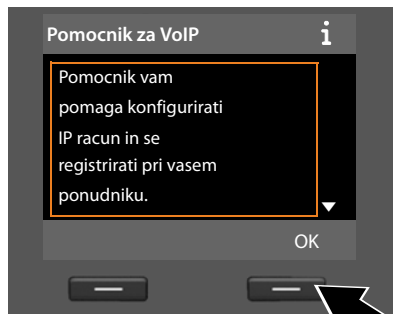 Pomocnik za VoIP i
Pomocnik vam
pomaga konfigurirati
IP racun in se
registrirati pri vasem
ponudniku.
OK